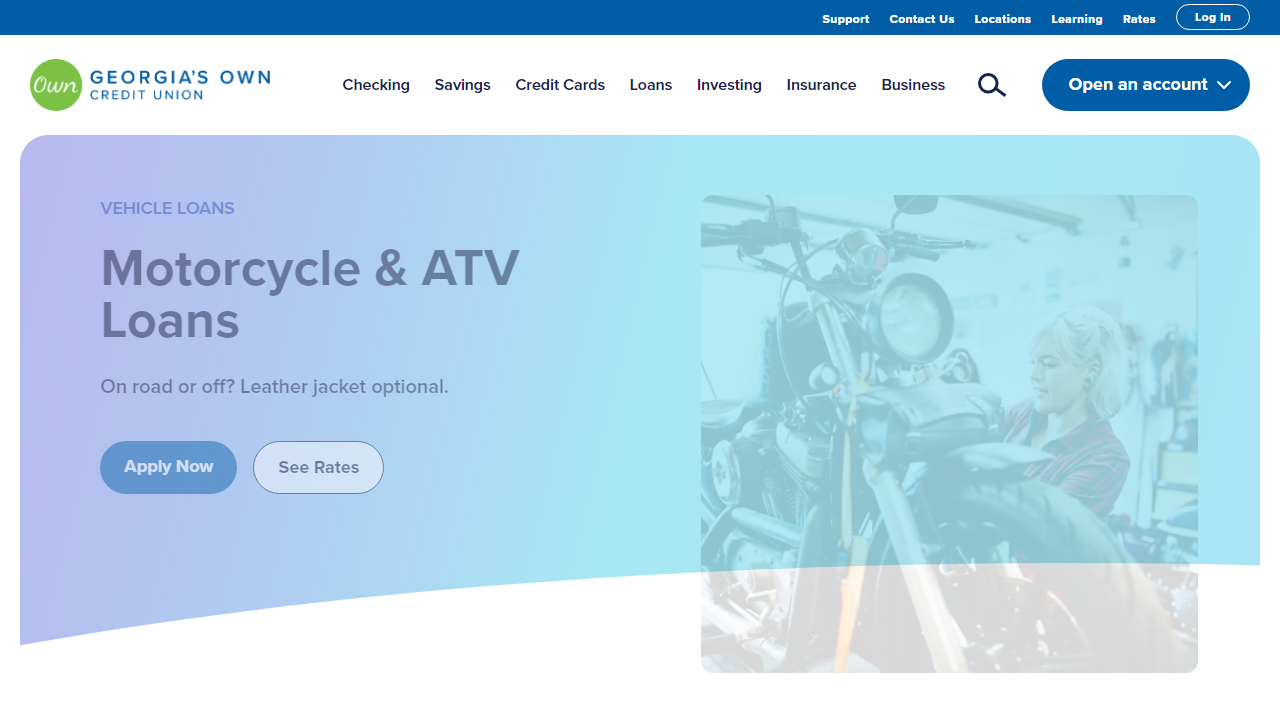 Support Contact Us Locations Learning Rates Log In
Own GEORGIA'S OWN
CREDIT UNION
Checking Savings Credit Cards Loans Investing Insurance Business Open an account
VEHICLE LOANS
Motorcycle & ATV
Loans
On road or off? Leather jacket optional.
Apply Now See Rates